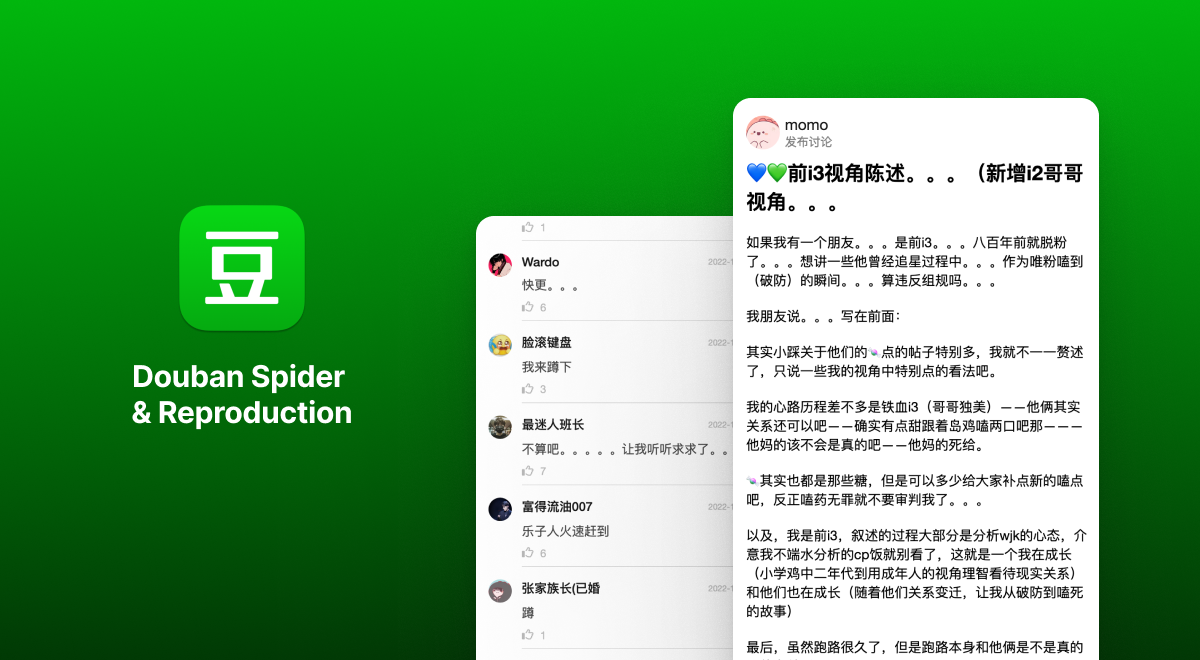 豆
Douban Spider
& Reproduction
1
Wardo
2022-1
快更。。。
6
脸滚键盘
2022-1
我来蹲下
3
最迷人班长
2022-1
不算吧。。。。。让我听听求求了。。
7
富得流油007
2022-1
乐子人火速赶到
6
张家族长(已婚
2022-1
蹲
1
momo
发布讨论
💙💚前i3视角陈述。。。（新增i2哥哥
视角。。。
如果我有一个朋友。。。是前i3。。。八百年前就脱粉
了。。。想讲一些他曾经追星过程中。。。作为唯粉嗑到
（破防）的瞬间。。。算违反组规吗。。。
我朋友说。。。写在前面：
其实小踩关于他们的🍬点的帖子特别多，我就不一一赘述
了，只说一些我的视角中特别点的看法吧。
我的心路历程差不多是铁血i3（哥哥独美）——他俩其实
关系还可以吧——确实有点甜跟着岛鸡嗑两口吧那———
他妈的该不会是真的吧——他妈的死给。
🍬其实也都是那些糖，但是可以多少给大家补点新的嗑点
吧，反正嗑药无罪就不要审判我了。。。
以及，我是前i3，叙述的过程大部分是分析wjk的心态，介
意我不端水分析的cp饭就别看了，这就是一个我在成长
（小学鸡中二年代到用成年人的视角理智看待现实关系）
和他们也在成长（随着他们关系变迁，让我从破防到嗑死
的故事）
最后，虽然跑路很久了，但是跑路本身和他俩是不是真的